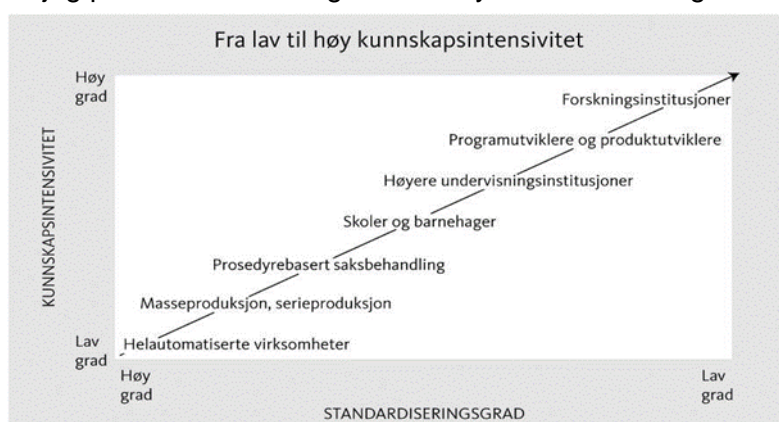 Fra lav til høy kunnskapsintensivitet
Høy
grad
KUNNSKAPSINTENSIVITET
Forskningsinstitusjoner
Programutviklere og produktutviklere
Høyere undervisningsinstitusjoner
Skoler og barnehager
Prosedyrebasert saksbehandling
Masseproduksjon, serieproduksjon
Lav
grad
Helautomatiserte virksomheter
Høy
grad
Lav
grad
STANDARDISERINGSGRAD